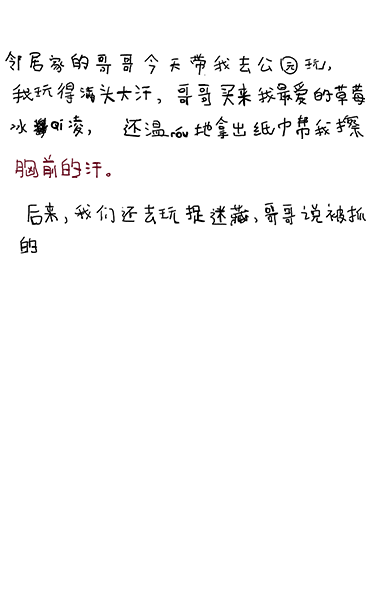 邻居家的哥哥今天带我去公园玩,
我玩得满头大汗,哥哥买来我最爱的草莓
冰qi凌, 还温róu地拿出纸巾帮我擦
胸前的汗。
后来,我们还去玩捉迷藏,哥哥说被抓
的